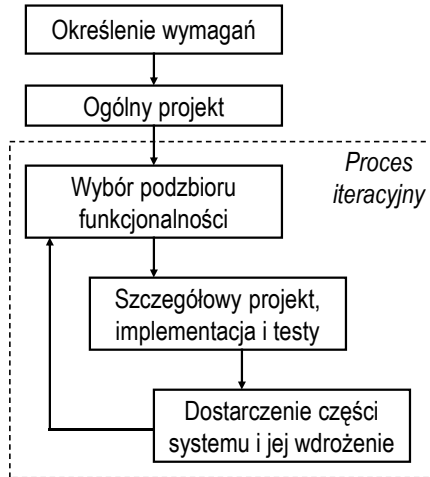 Określenie wymagań
Ogólny projekt
Proces
iteracyjny
Wybór podzbioru
funkcjonalności
Szczegółowy projekt,
implementacja i testy
Dostarczenie części
systemu i jej wdrożenie